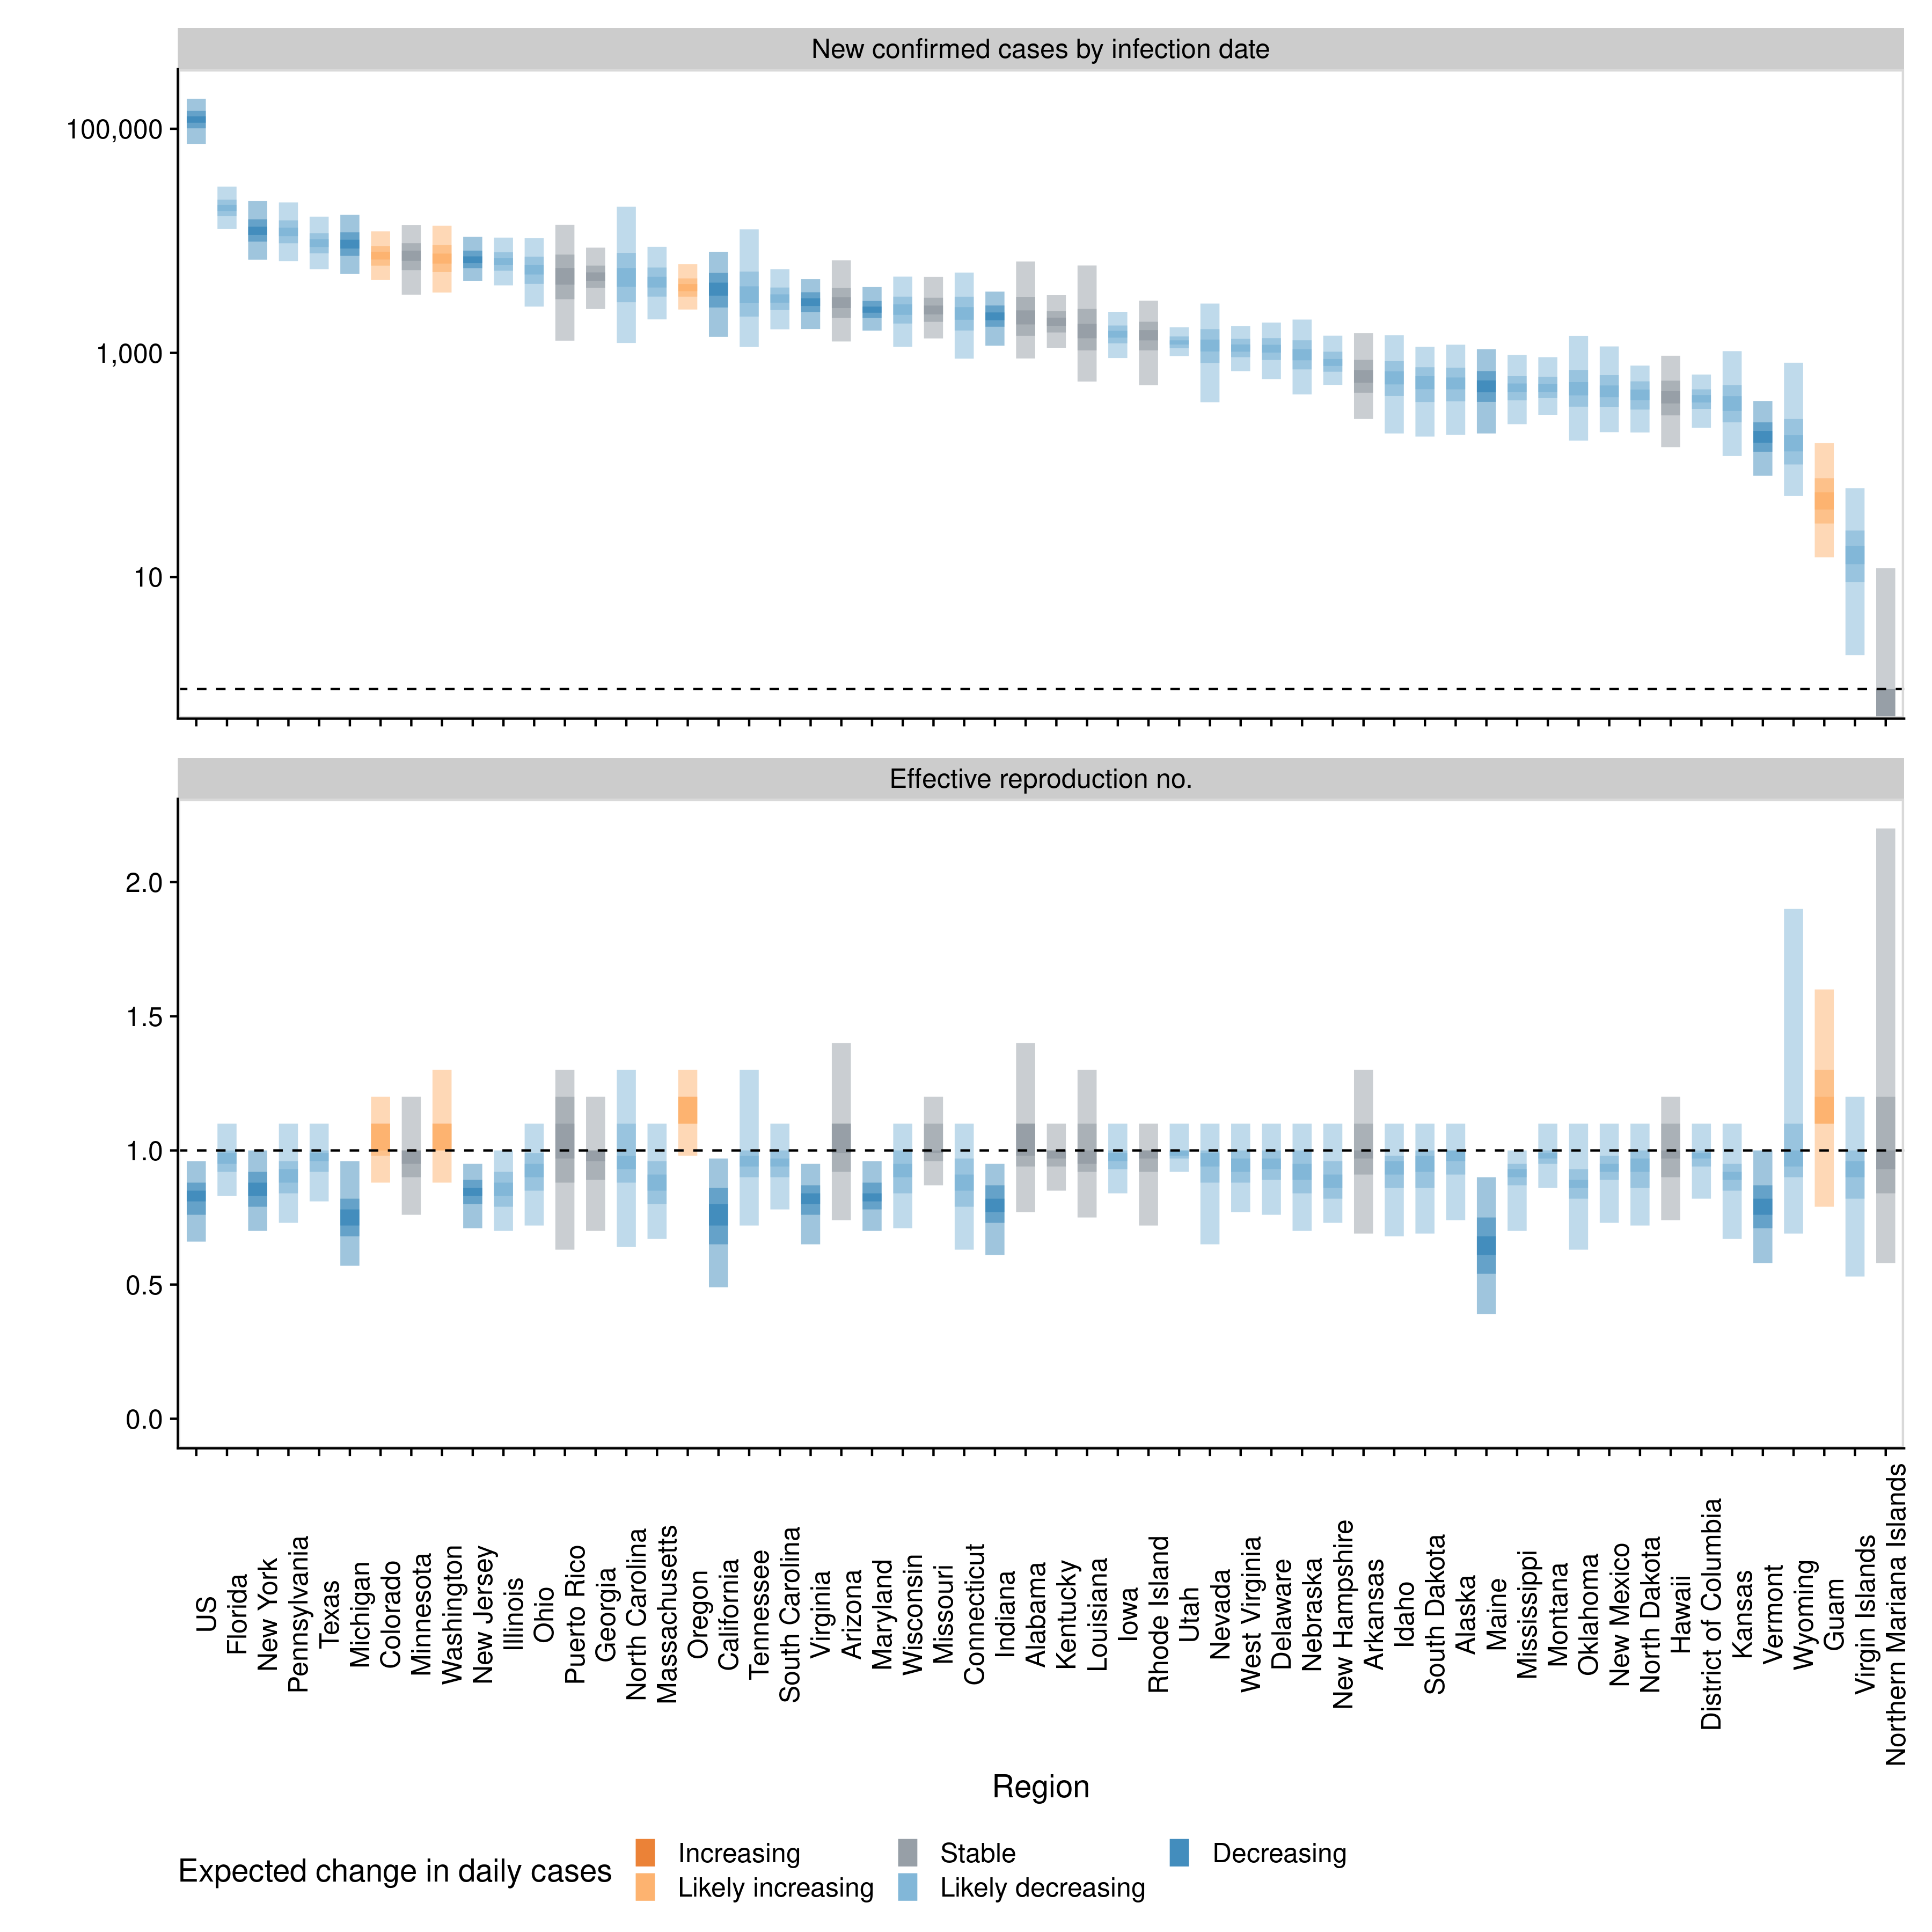 New confirmed cases by infection date
100,000
1,000
10
Effective reproduction no.
2.0
1.5
1.0
0.5
0.0
US
Florida
New York
Pennsylvania
Texas
Michigan
Colorado
Minnesota
Washington
New Jersey
Illinois
Ohio
Puerto Rico
Georgia
North Carolina
Massachusetts
Oregon
California
Tennessee
South Carolina
Virginia
Arizona
Maryland
Wisconsin
Missouri
Connecticut
Indiana
Alabama
Kentucky
Louisiana
Iowa
Rhode Island
Utah
Nevada
West Virginia
Delaware
Nebraska
New Hampshire
Arkansas
Idaho
South Dakota
Alaska
Maine
Mississippi
Montana
Oklahoma
New Mexico
North Dakota
Hawaii
District of Columbia
Kansas
Vermont
Wyoming
Guam
Virgin Islands
Northern Mariana Islands
Region
Expected change in daily cases
Increasing
Likely increasing
Stable
Likely decreasing
Decreasing